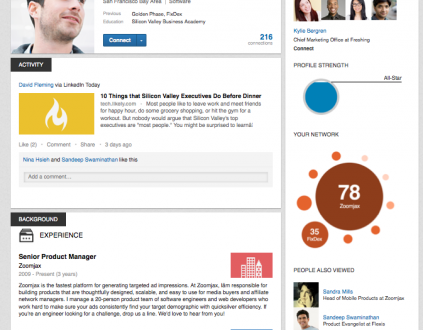 San Francisco Bay Area | Software
Previous Golden Phase, FixDex
Education Silicon Valley Business Academy
Connect
216
connections
ACTIVITY
David Fleming via LinkedIn Today
10 Things that Silicon Valley Executives Do Before Dinner
tech.likely.com · Most people like to leave work and meet friends
for happy hour, do some grocery shopping, or hit the gym for a
workout. But nobody would argue that Silicon Valley's top
executives are "most people." You might be surprised to learn
Like (2) · Comment · Share · 3 days ago
Nina Hsieh and Sandeep Swaminathan like this
Add a comment...
BACKGROUND
EXPERIENCE
Senior Product Manager
Zoomjax
2009 - Present (3 years)
Zoomjax is the fastest platform for generating targeted ad impressions. At Zoomjax, I'm responsible for
building products that are thoughtfully designed, scalable, and easy to use for media buyers and affiliate
network managers. I manage a 20-person product team of software engineers and web developers who
work hard to make your ads consistently find your target demographic with quicksilver efficiency. If
you're an engineer looking for a challenge, drop us a line. We'd love to hear from you!
Kylie Bergren
Chief Marketing Office at Freshing
Connect
PROFILE STRENGTH
All-Star
YOUR NETWORK
78
Zoomjax
35
FixDex
PEOPLE ALSO VIEWED
Sandra Mills
Head of Mobile Products at Zoomjax
Sandeep Swaminathan
Product Evangelist at Flexis